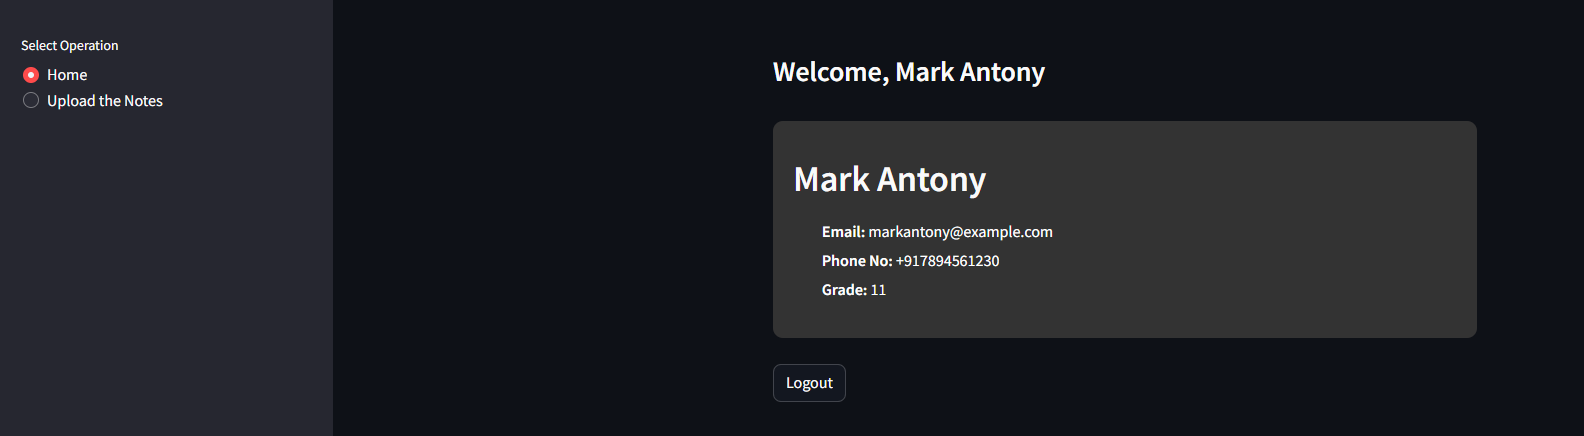 Select Operation
Home
Upload the Notes
Welcome, Mark Antony
Mark Antony
Email: markantony@example.com
Phone No: +917894561230
Grade: 11
Logout